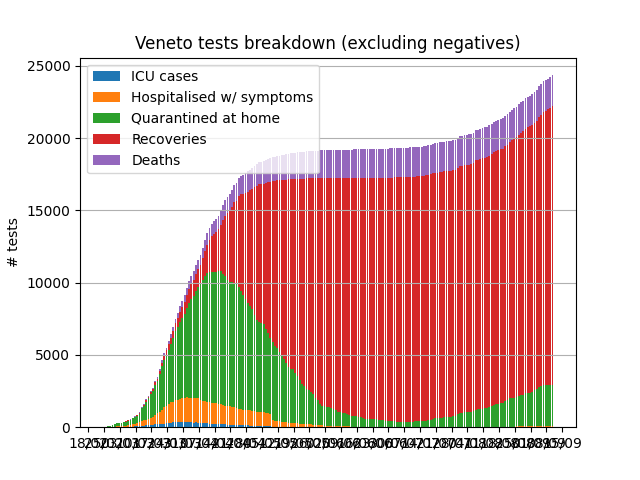 Veneto tests breakdown (excluding negatives)
25000
20000
15000
10000
5000
0
# tests
ICU cases
Hospitalised w/ symptoms
Quarantined at home
Recoveries
Deaths